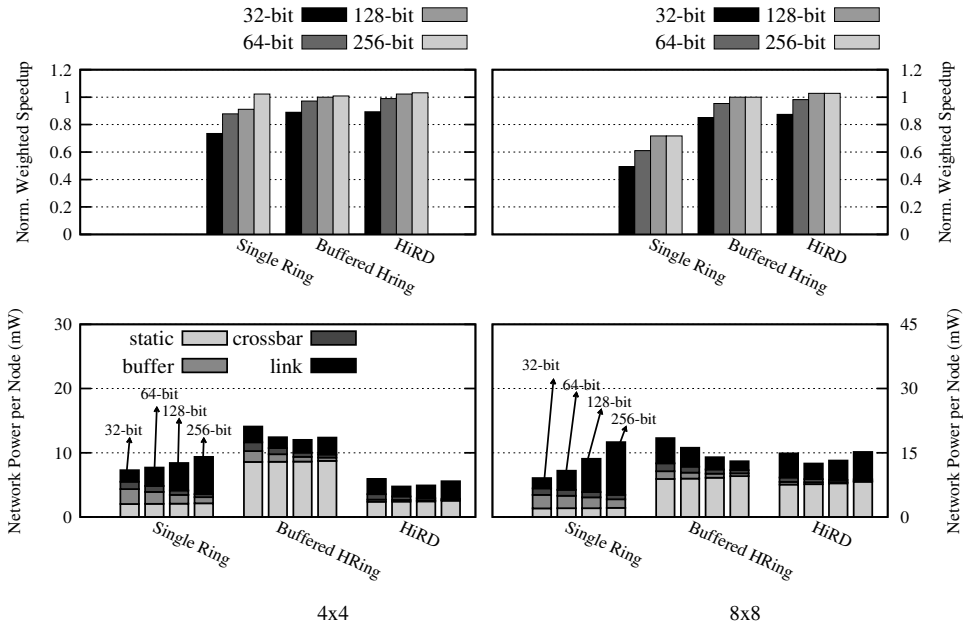 32-bit 128-bit
64-bit 256-bit
32-bit 128-bit
64-bit 256-bit
Norm. Weighted Speedup
1.2
1
0.8
0.6
0.4
0.2
0
Single Ring
Buffered Hring
HiRD
1.2
1
0.8
0.6
0.4
0.2
0
Norm. Weighted Speedup
Single Ring
Buffered Hring
HiRD
Network Power per Node (mW)
30
20
10
0
static crossbar
buffer link
32-bit
64-bit
128-bit
256-bit
Single Ring
Buffered HRing
HiRD
4x4
45
30
15
0
Network Power per Node (mW)
32-bit
64-bit
128-bit
256-bit
Single Ring
Buffered HRing
HiRD
8x8